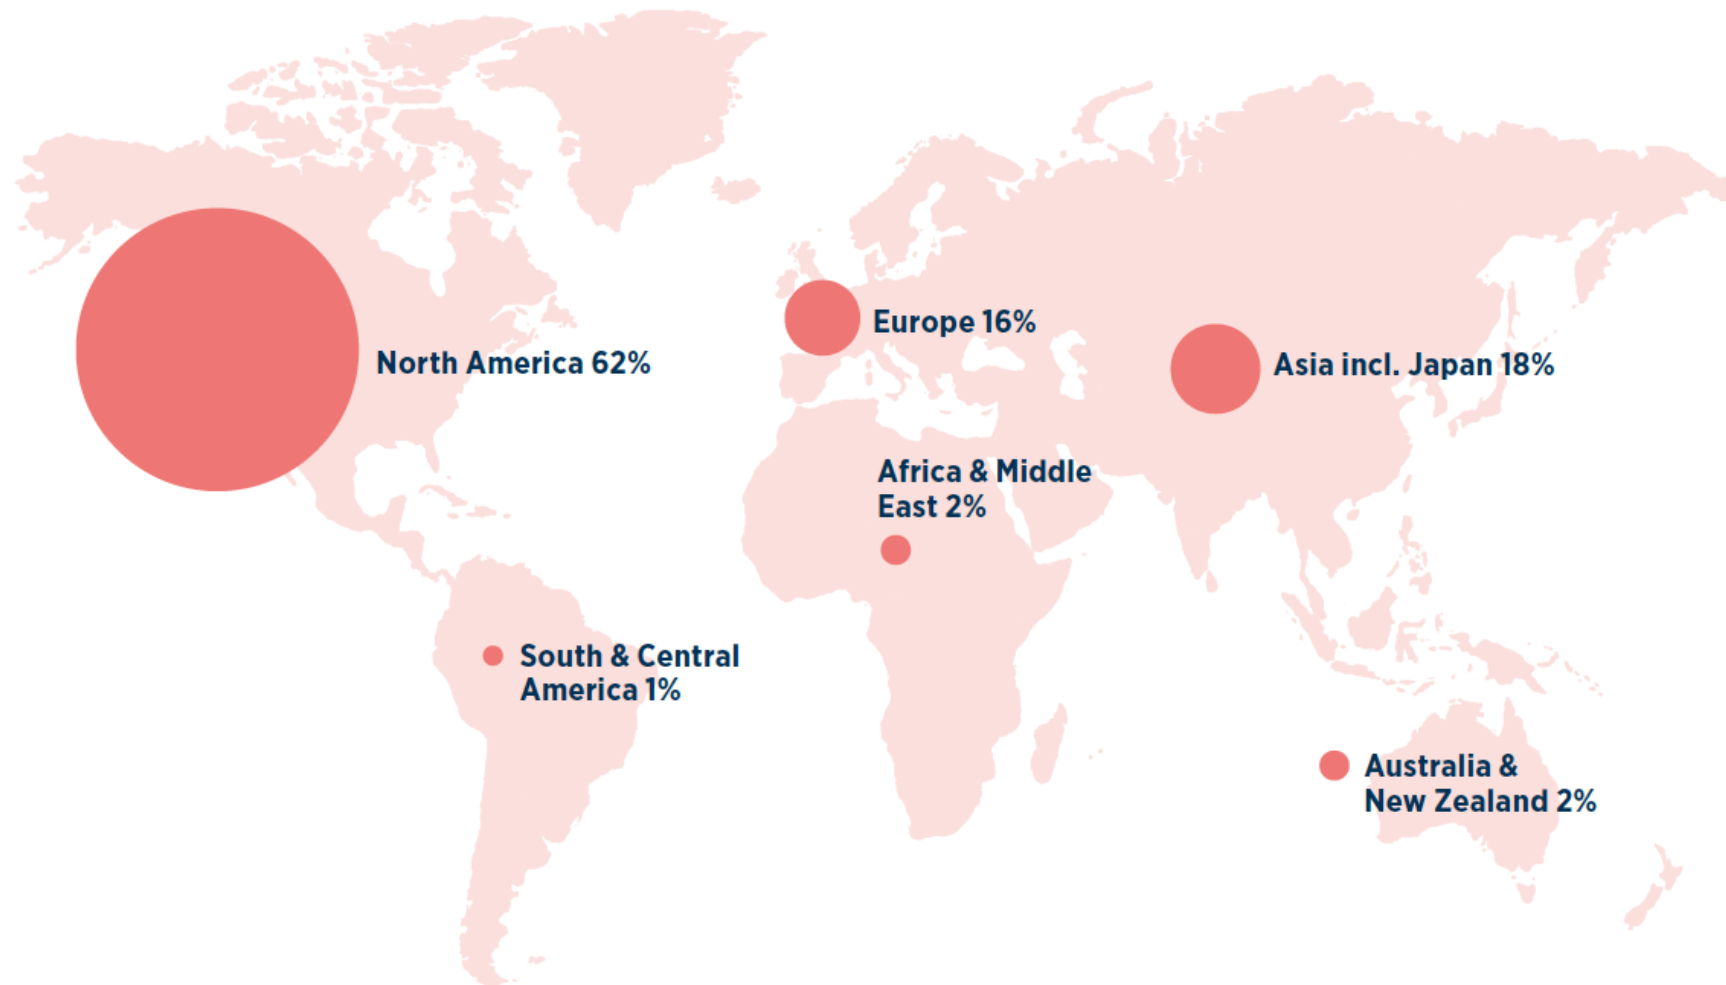 Europe 16%
North America 62%
Asia incl. Japan 18%
Africa & Middle
East 2%
South & Central
America 1%
Australia &
New Zealand 2%